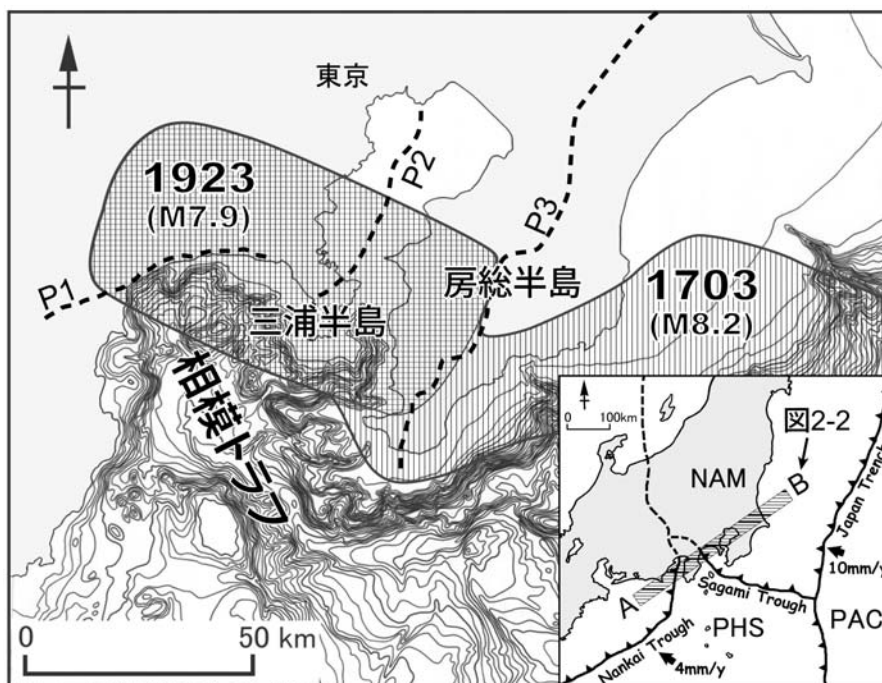 東京
1923
(M7.9)
P1
P2
P3
三浦半島
房総半島
1703
(M8.2)
相模トラフ
0 50 km
0 100km
図2-2
NAM
B
Japan Trench
10mm/y
A
Sagami Trough
PHS
PAC
Nankai Trough
4mm/y